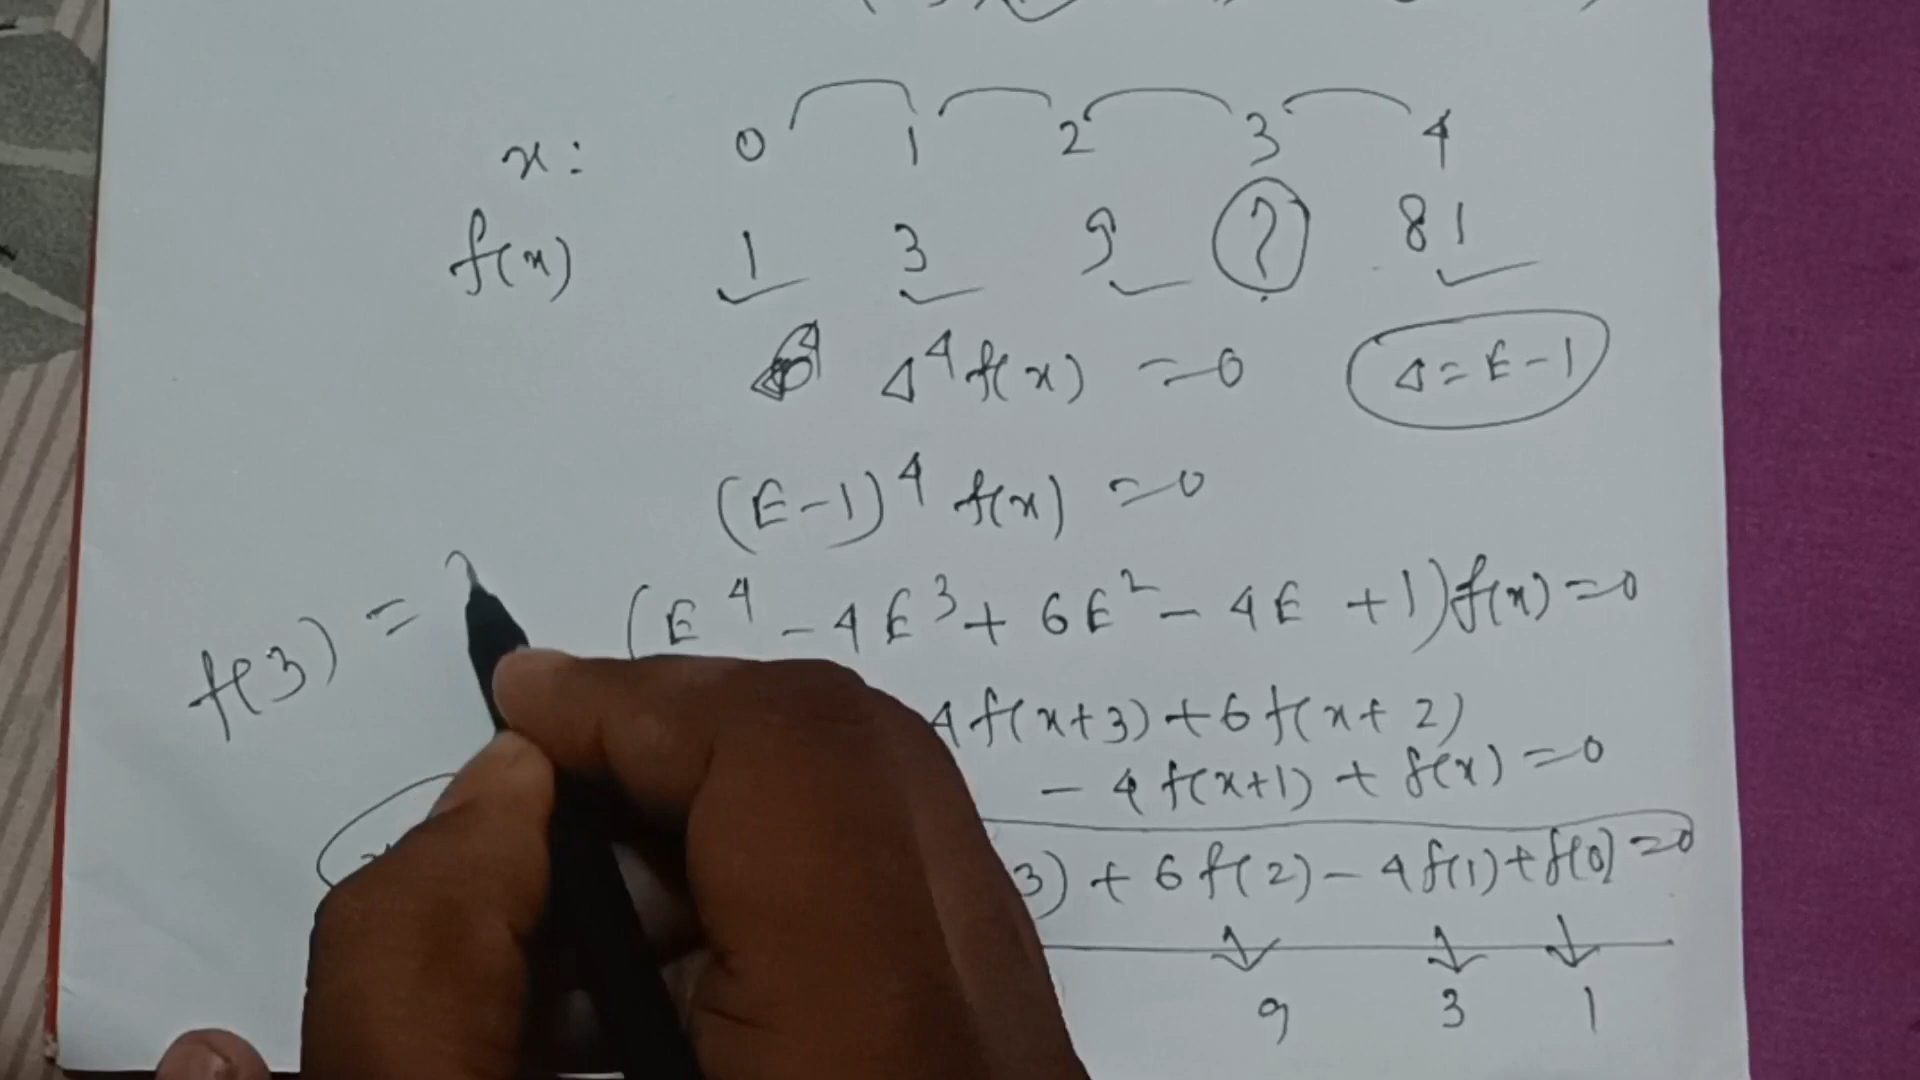 x: 0 1 2 3 4
f(x) 1 3 9 ? 81
Δ⁴f(x) = 0 Δ = E - 1
(E-1)⁴ f(x) = 0
(E⁴ - 4E³ + 6E² - 4E + 1)f(x) = 0
f(3) =
4f(x+3) + 6f(x+2)
- 4f(x+1) + f(x) = 0
3) + 6f(2) - 4f(1) + f(0) = 0
9 3 1